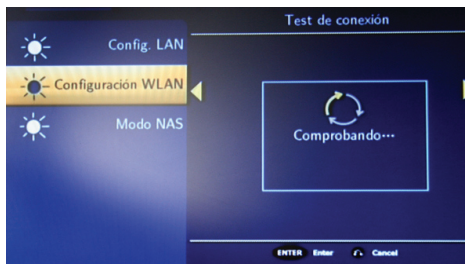 Test de conexión
Config. LAN
Configuración WLAN
Modo NAS
Comprobando...
ENTER Enter Cancel